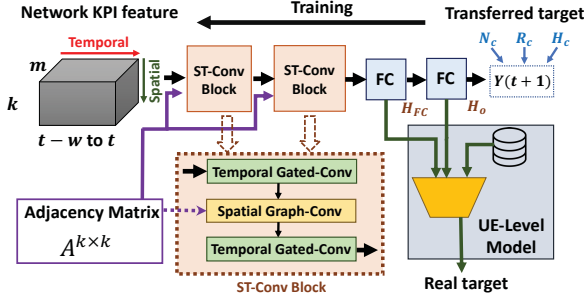 Network KPI feature
Training
Transferred target
Temporal
N_c R_c H_c
m
Spatial
k
ST-Conv
Block
ST-Conv
Block
FC
FC
Y(t + 1)
H_FC
H_o
t − w to t
Temporal Gated-Conv
Adjacency Matrix
A^{k×k}
Spatial Graph-Conv
Temporal Gated-Conv
UE-Level
Model
ST-Conv Block
Real target